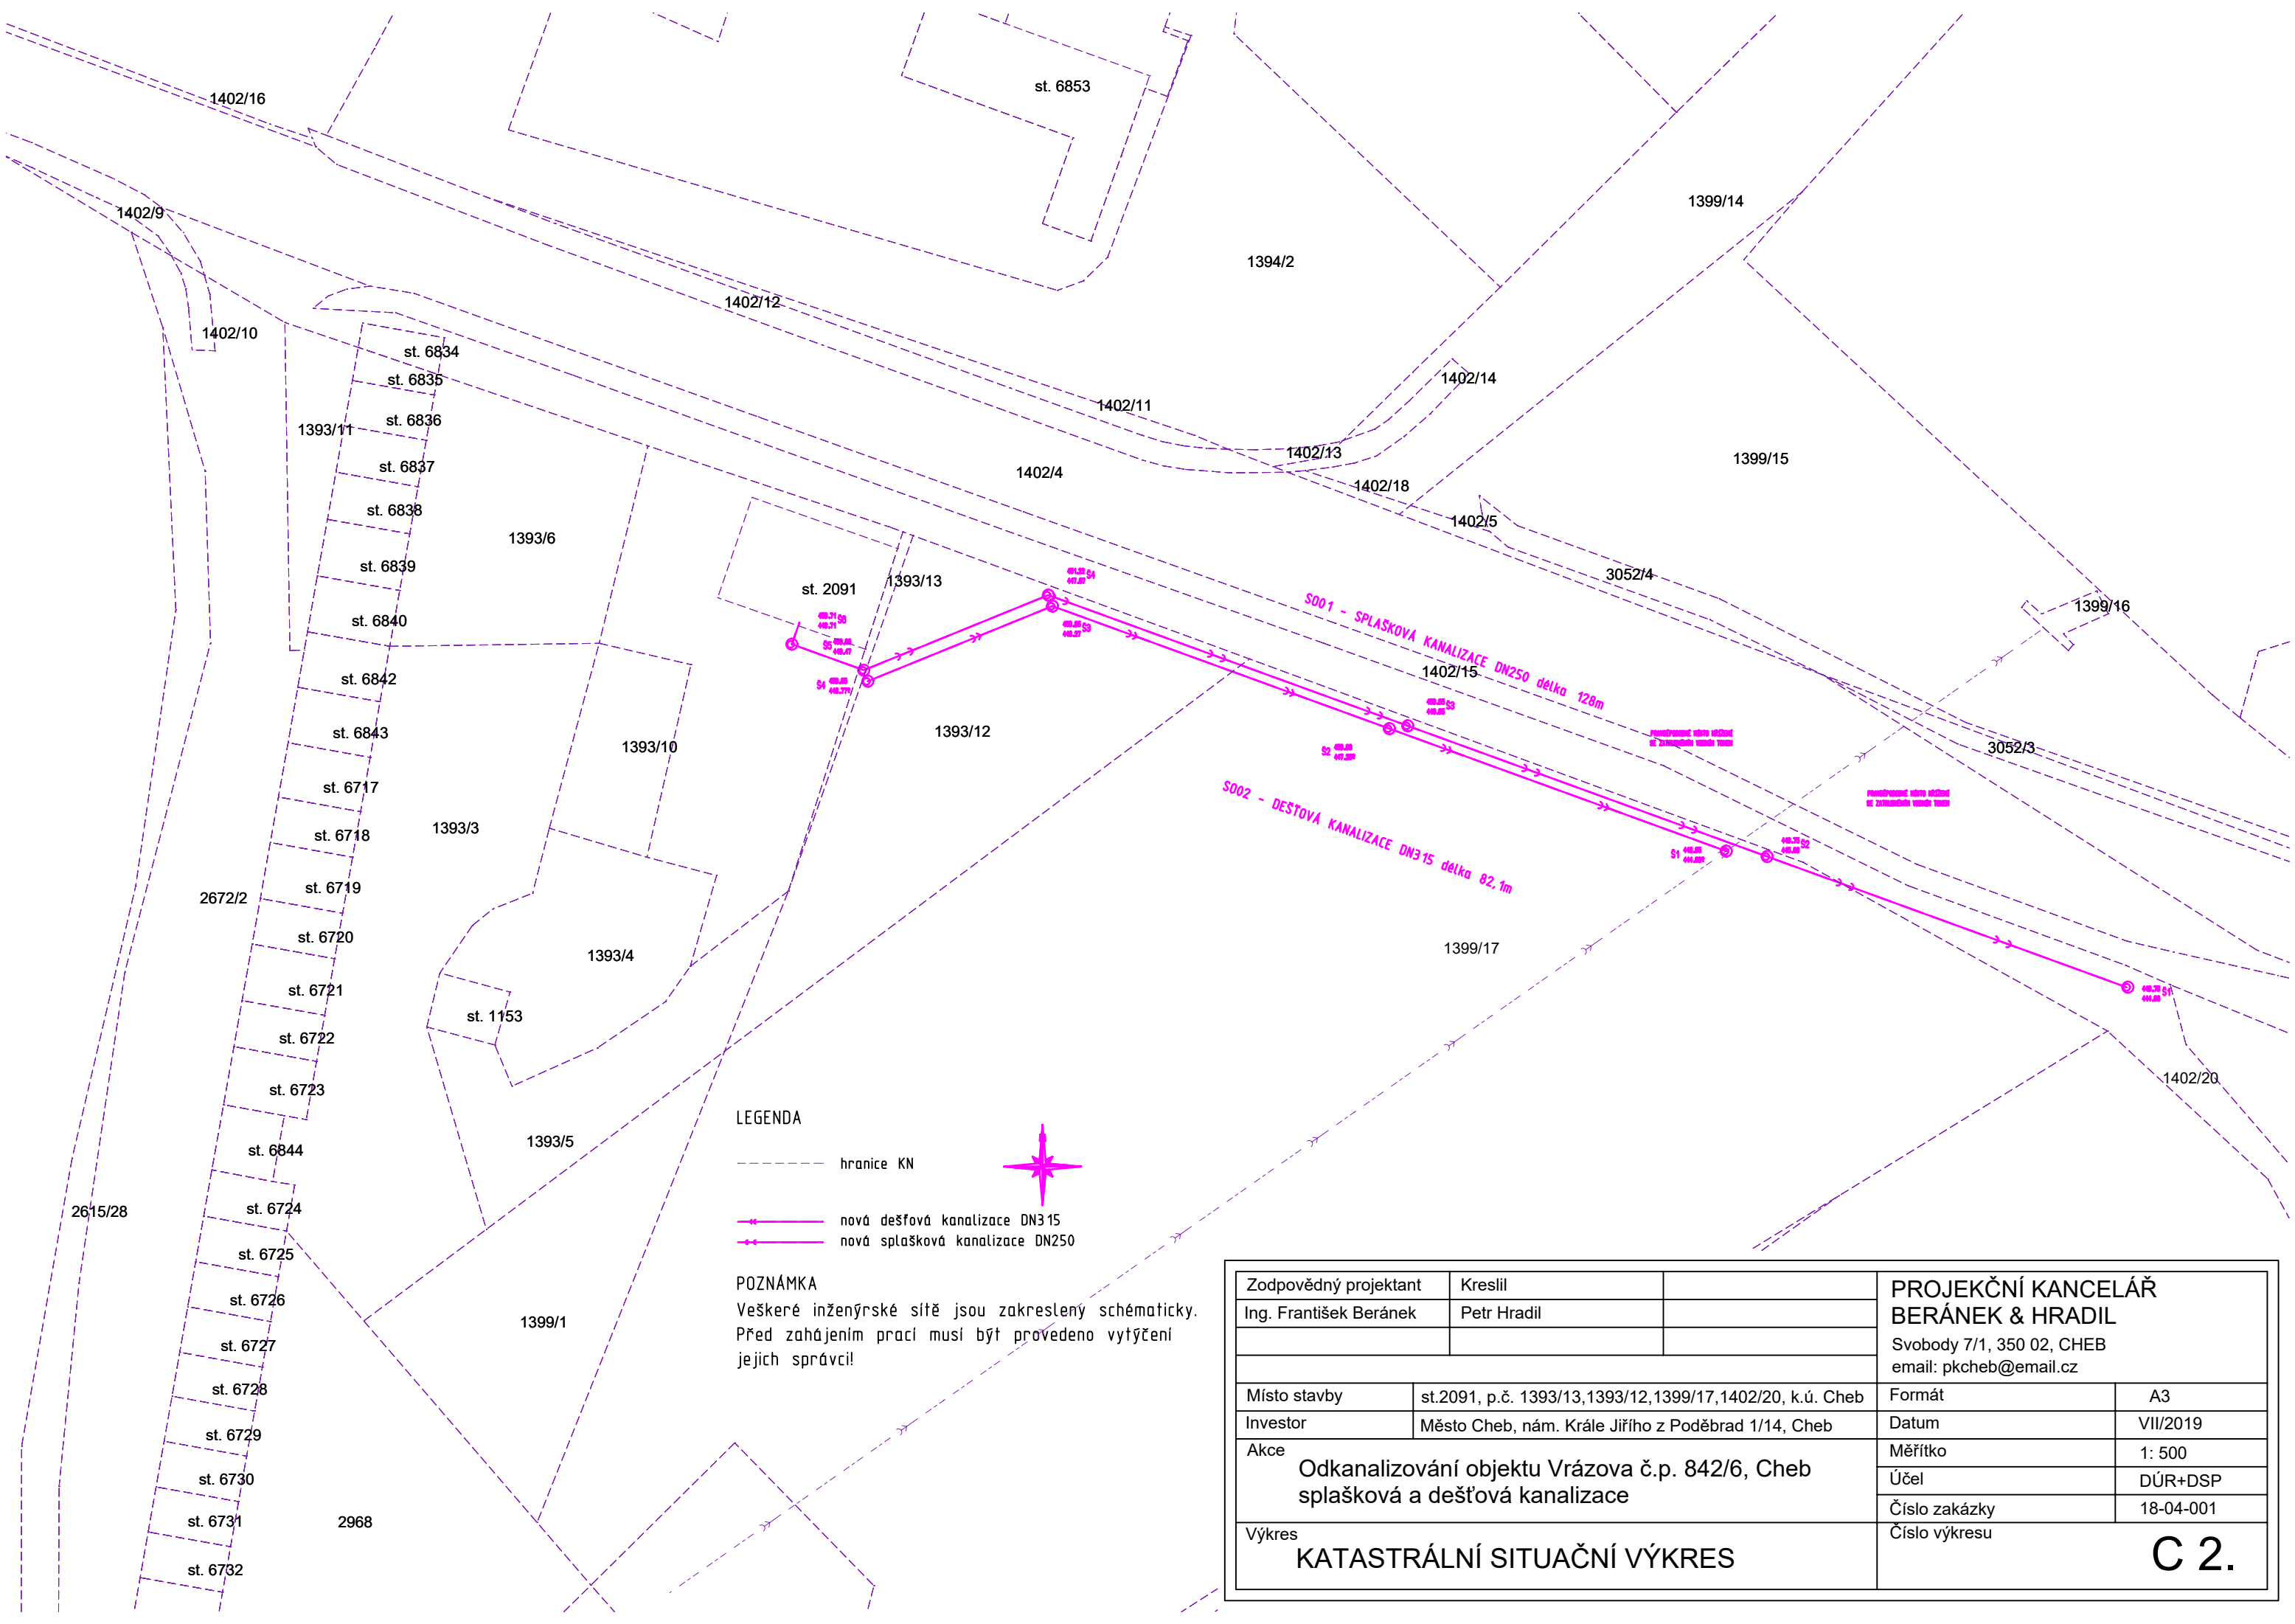 st. 6853
1402/16
1399/14
1402/9
1394/2
1402/12
1402/10
st. 6834
st. 6835
1402/14
1402/11
st. 6836
1393/11
1402/13
1399/15
st. 6837
1402/4
1402/18
st. 6838
1402/5
1393/6
st. 6839
3052/4
1393/13
st. 2091
Š4
S001 - SPLAŠKOVÁ KANALIZACE DN250 délka 128m
1399/16
st. 6840
Š6
Š3
Š5
1402/15
st. 6842
Š4
Š3
st. 6843
1393/10
1393/12
Š2
3052/3
st. 6717
S002 - DEŠŤOVÁ KANALIZACE DN315 délka 82,1m
1393/3
st. 6718
Š1
Š2
st. 6719
2672/2
st. 6720
1393/4
1399/17
st. 6721
Š1
st. 1153
st. 6722
1402/20
st. 6723
LEGENDA
1393/5
st. 6844
hranice KN
st. 6724
2615/28
nová dešťová kanalizace DN315
nová splašková kanalizace DN250
st. 6725
POZNÁMKA
Veškeré inženýrské sítě jsou zakresleny schématicky.
Před zahájením prací musí být provedeno vytýčení
jejich správci!
st. 6726
1399/1
st. 6727
st. 6728
st. 6729
st. 6730
st. 6731
2968
st. 6732
Zodpovědný projektant Kreslil
Ing. František Beránek Petr Hradil
PROJEKČNÍ KANCELÁŘ
BERÁNEK & HRADIL
Svobody 7/1, 350 02, CHEB
email: pkcheb@email.cz
Místo stavby st.2091, p.č. 1393/13,1393/12,1399/17,1402/20, k.ú. Cheb
Investor Město Cheb, nám. Krále Jiřího z Poděbrad 1/14, Cheb
Akce
Odkanalizování objektu Vrázova č.p. 842/6, Cheb
splašková a dešťová kanalizace
Formát A3
Datum VII/2019
Měřítko 1: 500
Účel DÚR+DSP
Číslo zakázky 18-04-001
Výkres
KATASTRÁLNÍ SITUAČNÍ VÝKRES
Číslo výkresu
C 2.